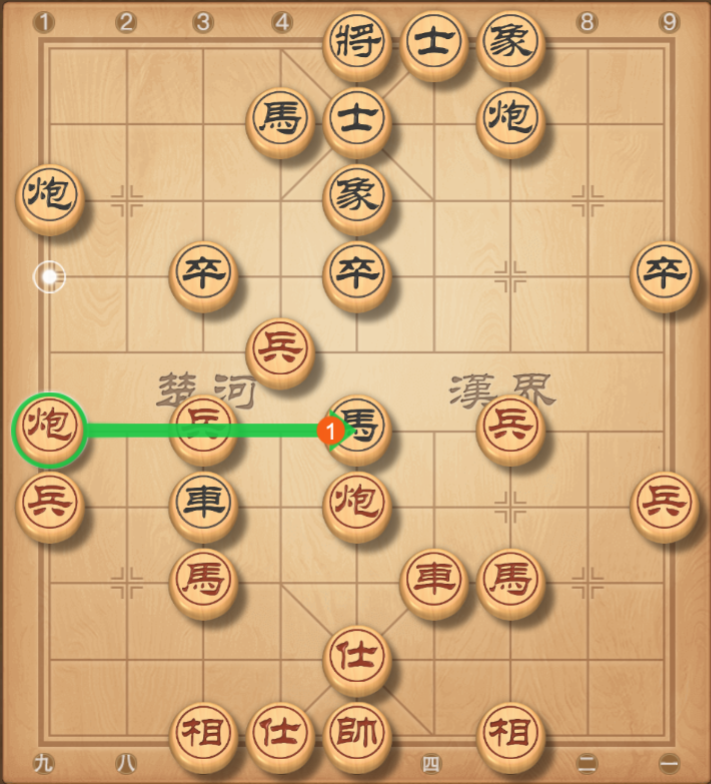 1 2 3 4 8 9
將 士 象
馬 士 炮
炮 象
卒 卒 卒
兵
楚 河 漢 界
炮 兵 1 馬 兵
兵 車 炮 兵
馬 車 馬
仕
相 仕 帥 相
九 八 四 二 一